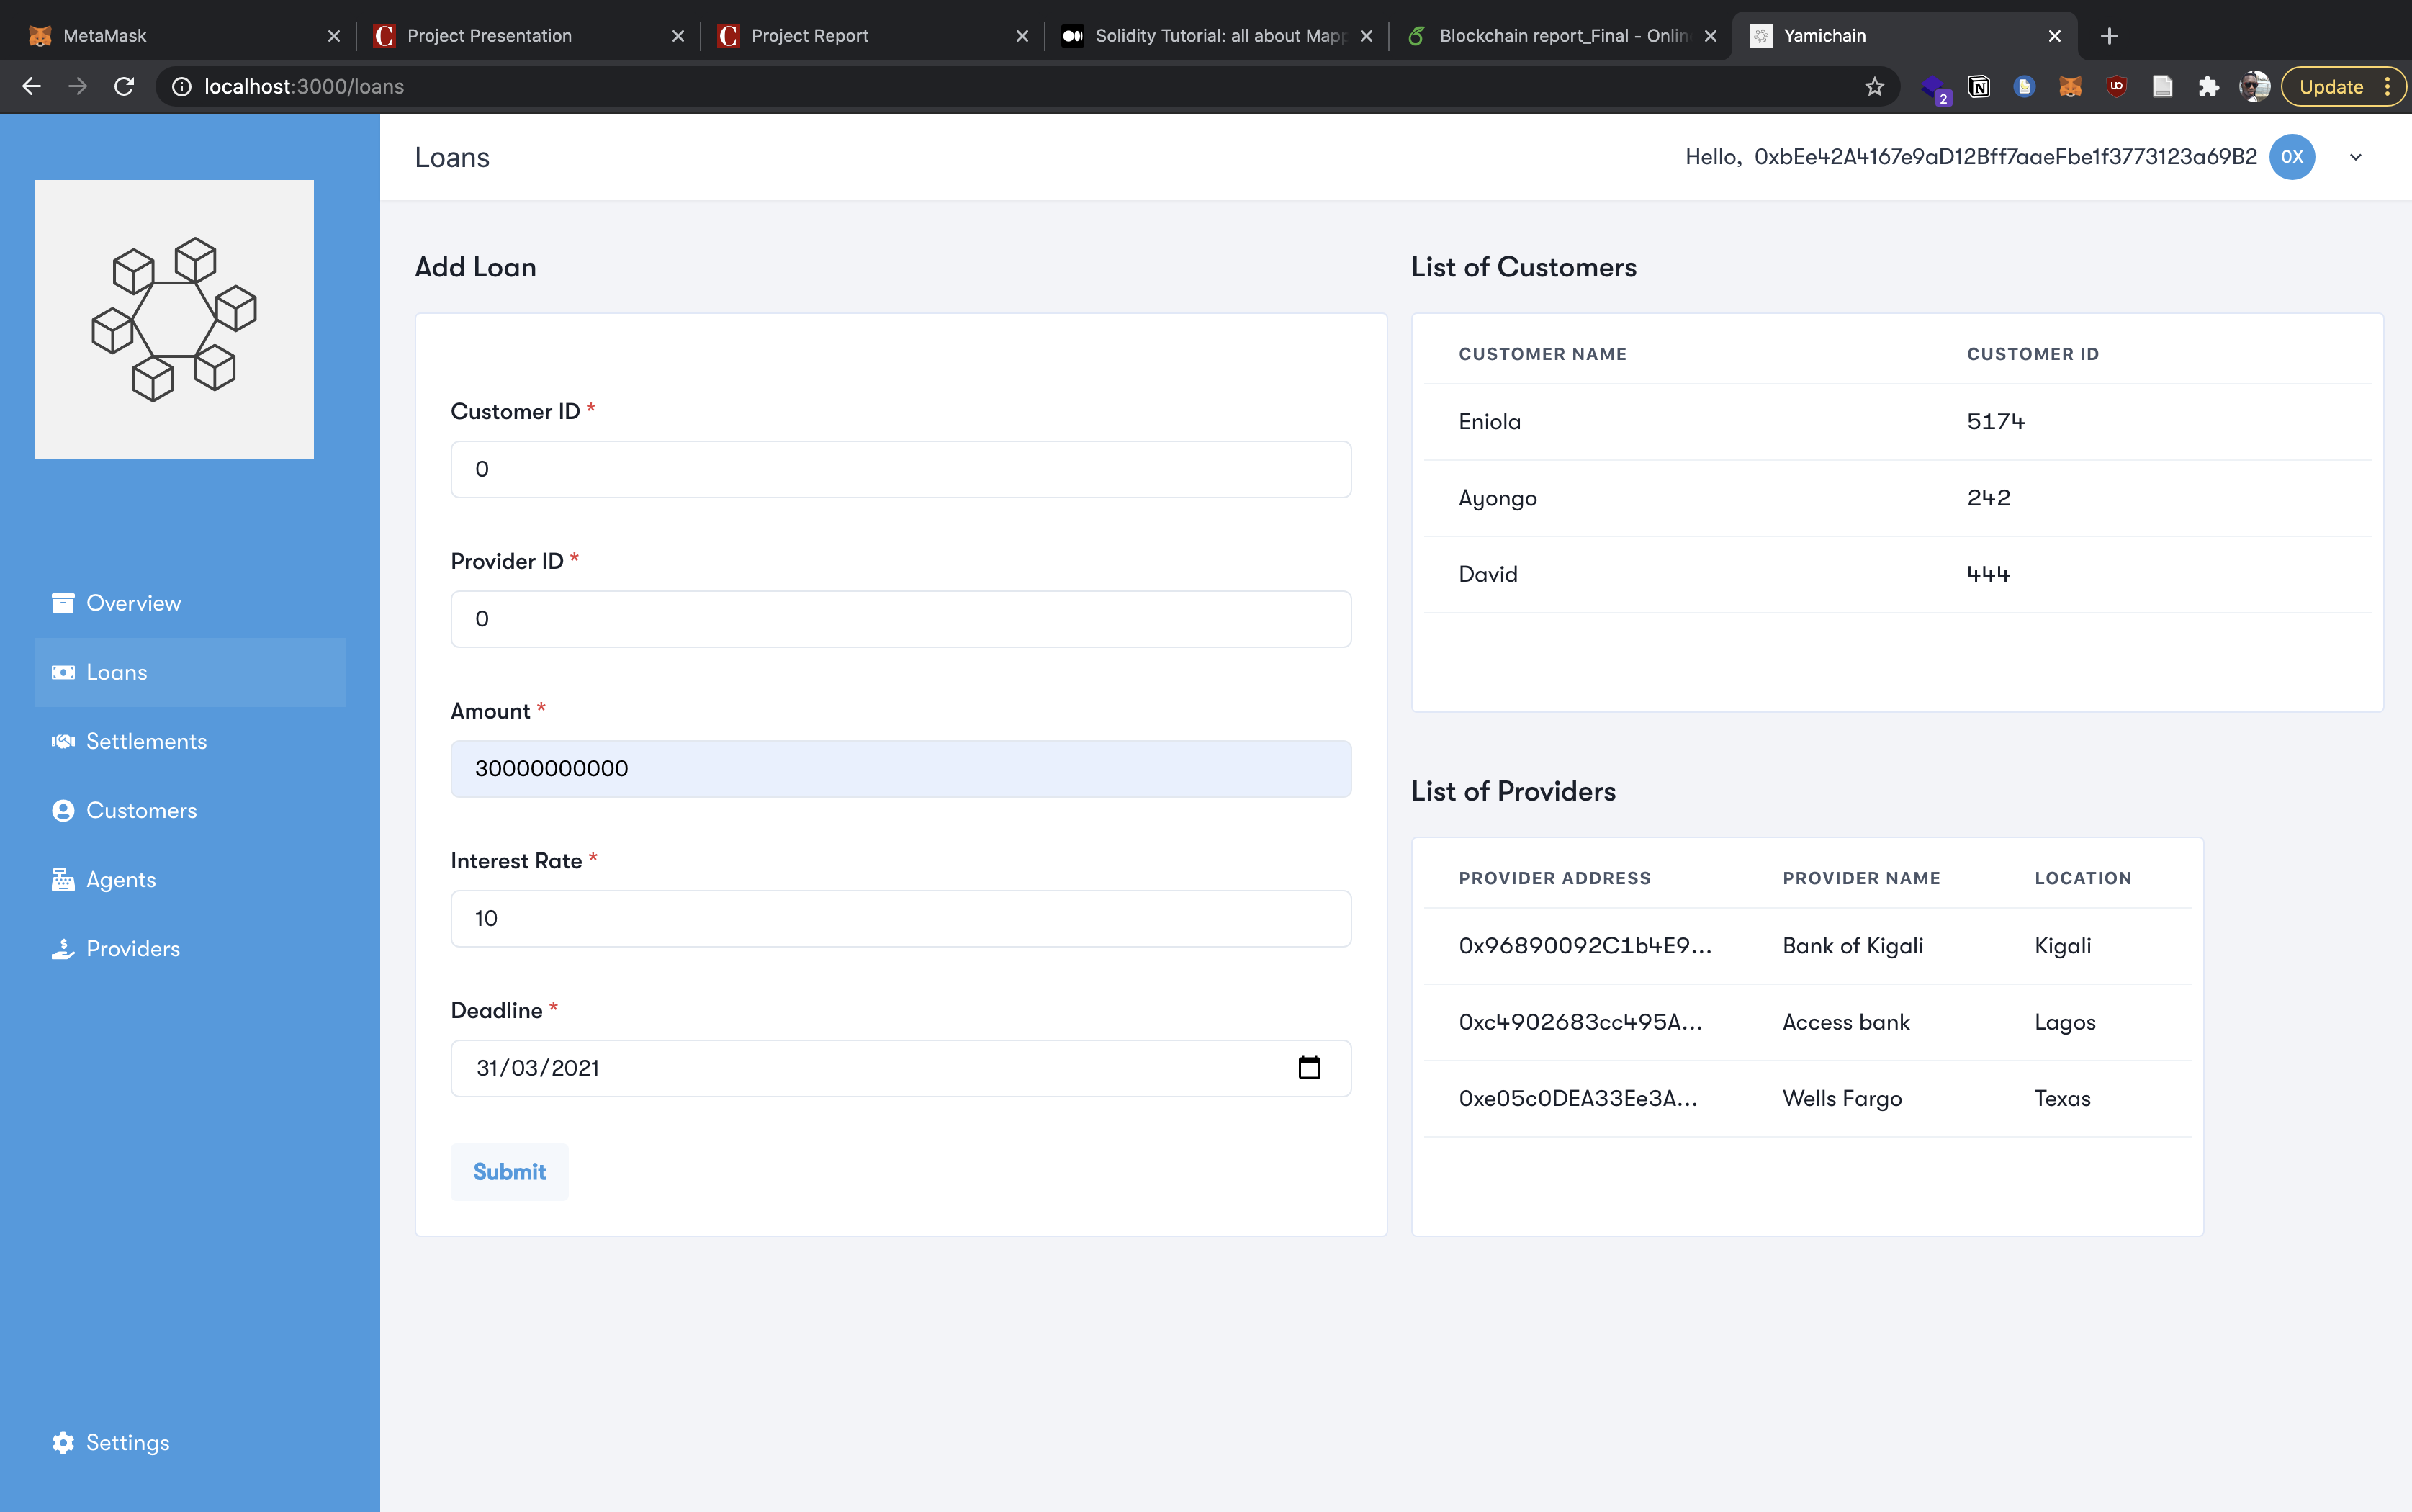 MetaMask
Project Presentation
Project Report
Solidity Tutorial: all about Mapp
Blockchain report_Final - Onlin
Yamichain
localhost:3000/loans
2
Update
Loans
Hello, 0xbEe42A4167e9aD12Bff7aaeFbe1f3773123a69B2
0X
Overview
Loans
Settlements
Customers
Agents
Providers
Settings
Add Loan
Customer ID *
0
Provider ID *
0
Amount *
30000000000
Interest Rate *
10
Deadline *
31/03/2021
Submit
List of Customers
CUSTOMER NAME CUSTOMER ID
Eniola 5174
Ayongo 242
David 444
List of Providers
PROVIDER ADDRESS PROVIDER NAME LOCATION
0x96890092C1b4E9... Bank of Kigali Kigali
0xc4902683cc495A... Access bank Lagos
0xe05c0DEA33Ee3A... Wells Fargo Texas